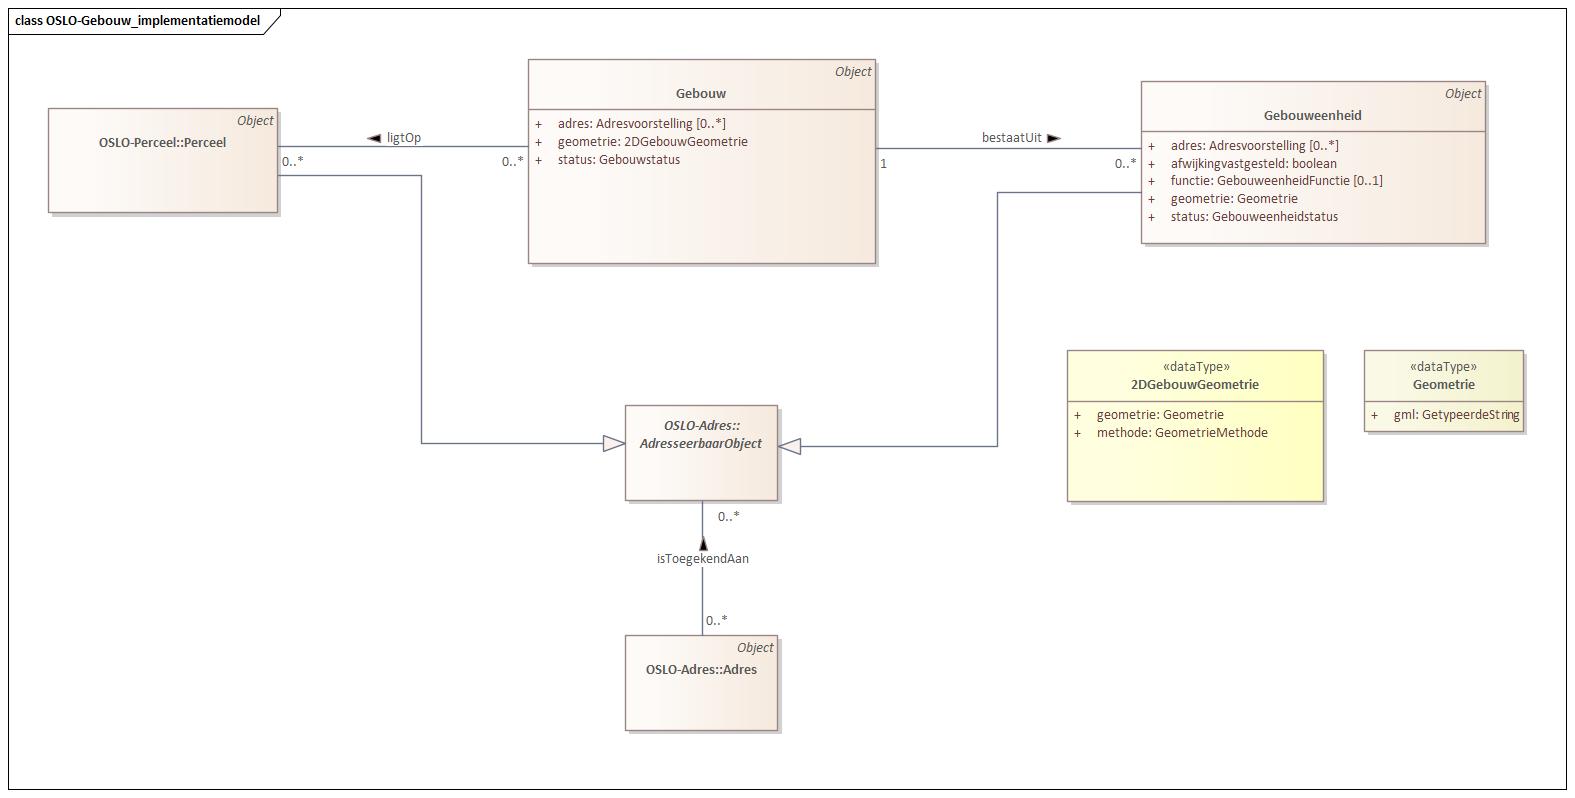 class OSLO-Gebouw_implementatiemodel
Object
OSLO-Perceel::Perceel
0..*
ligtOp
0..*
Object
Gebouw
+ adres: Adresvoorstelling [0..*]
+ geometrie: 2DGebouwGeometrie
+ status: Gebouwstatus
1
bestaatUit
0..*
Object
Gebouweenheid
+ adres: Adresvoorstelling [0..*]
+ afwijkingvastgesteld: boolean
+ functie: GebouweenheidFunctie [0..1]
+ geometrie: Geometrie
+ status: Gebouweenheidstatus
«dataType»
2DGebouwGeometrie
+ geometrie: Geometrie
+ methode: GeometrieMethode
«dataType»
Geometrie
+ gml: GetypeerdeString
OSLO-Adres::
AdresseerbaarObject
0..*
isToegekendAan
0..*
Object
OSLO-Adres::Adres